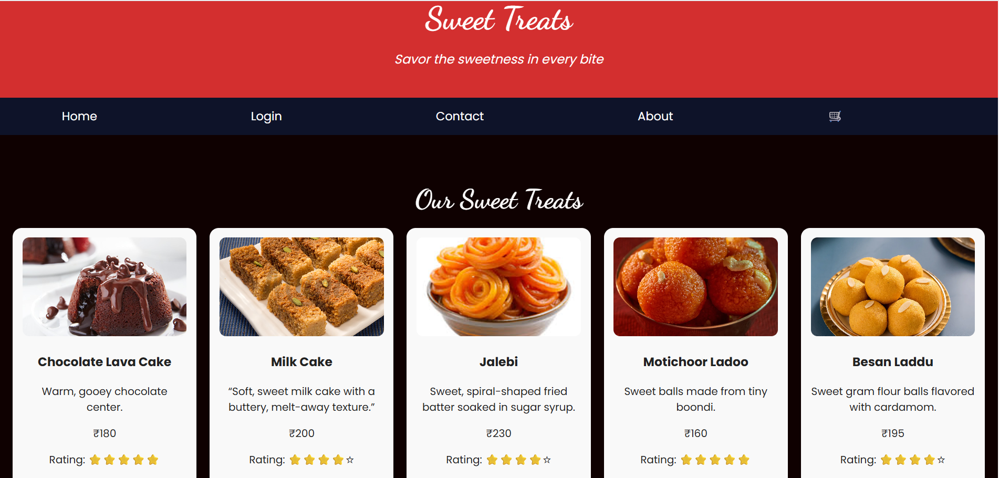 Sweet Treats
Savor the sweetness in every bite
Home Login Contact About
Our Sweet Treats
Chocolate Lava Cake
Warm, gooey chocolate
center.
₹180
Rating: ⭐⭐⭐⭐⭐
Milk Cake
“Soft, sweet milk cake with a
buttery, melt-away texture.”
₹200
Rating: ⭐⭐⭐⭐☆
Jalebi
Sweet, spiral-shaped fried
batter soaked in sugar syrup.
₹230
Rating: ⭐⭐⭐⭐☆
Motichoor Ladoo
Sweet balls made from tiny
boondi.
₹160
Rating: ⭐⭐⭐⭐⭐
Besan Laddu
Sweet gram flour balls flavored
with cardamom.
₹195
Rating: ⭐⭐⭐⭐☆